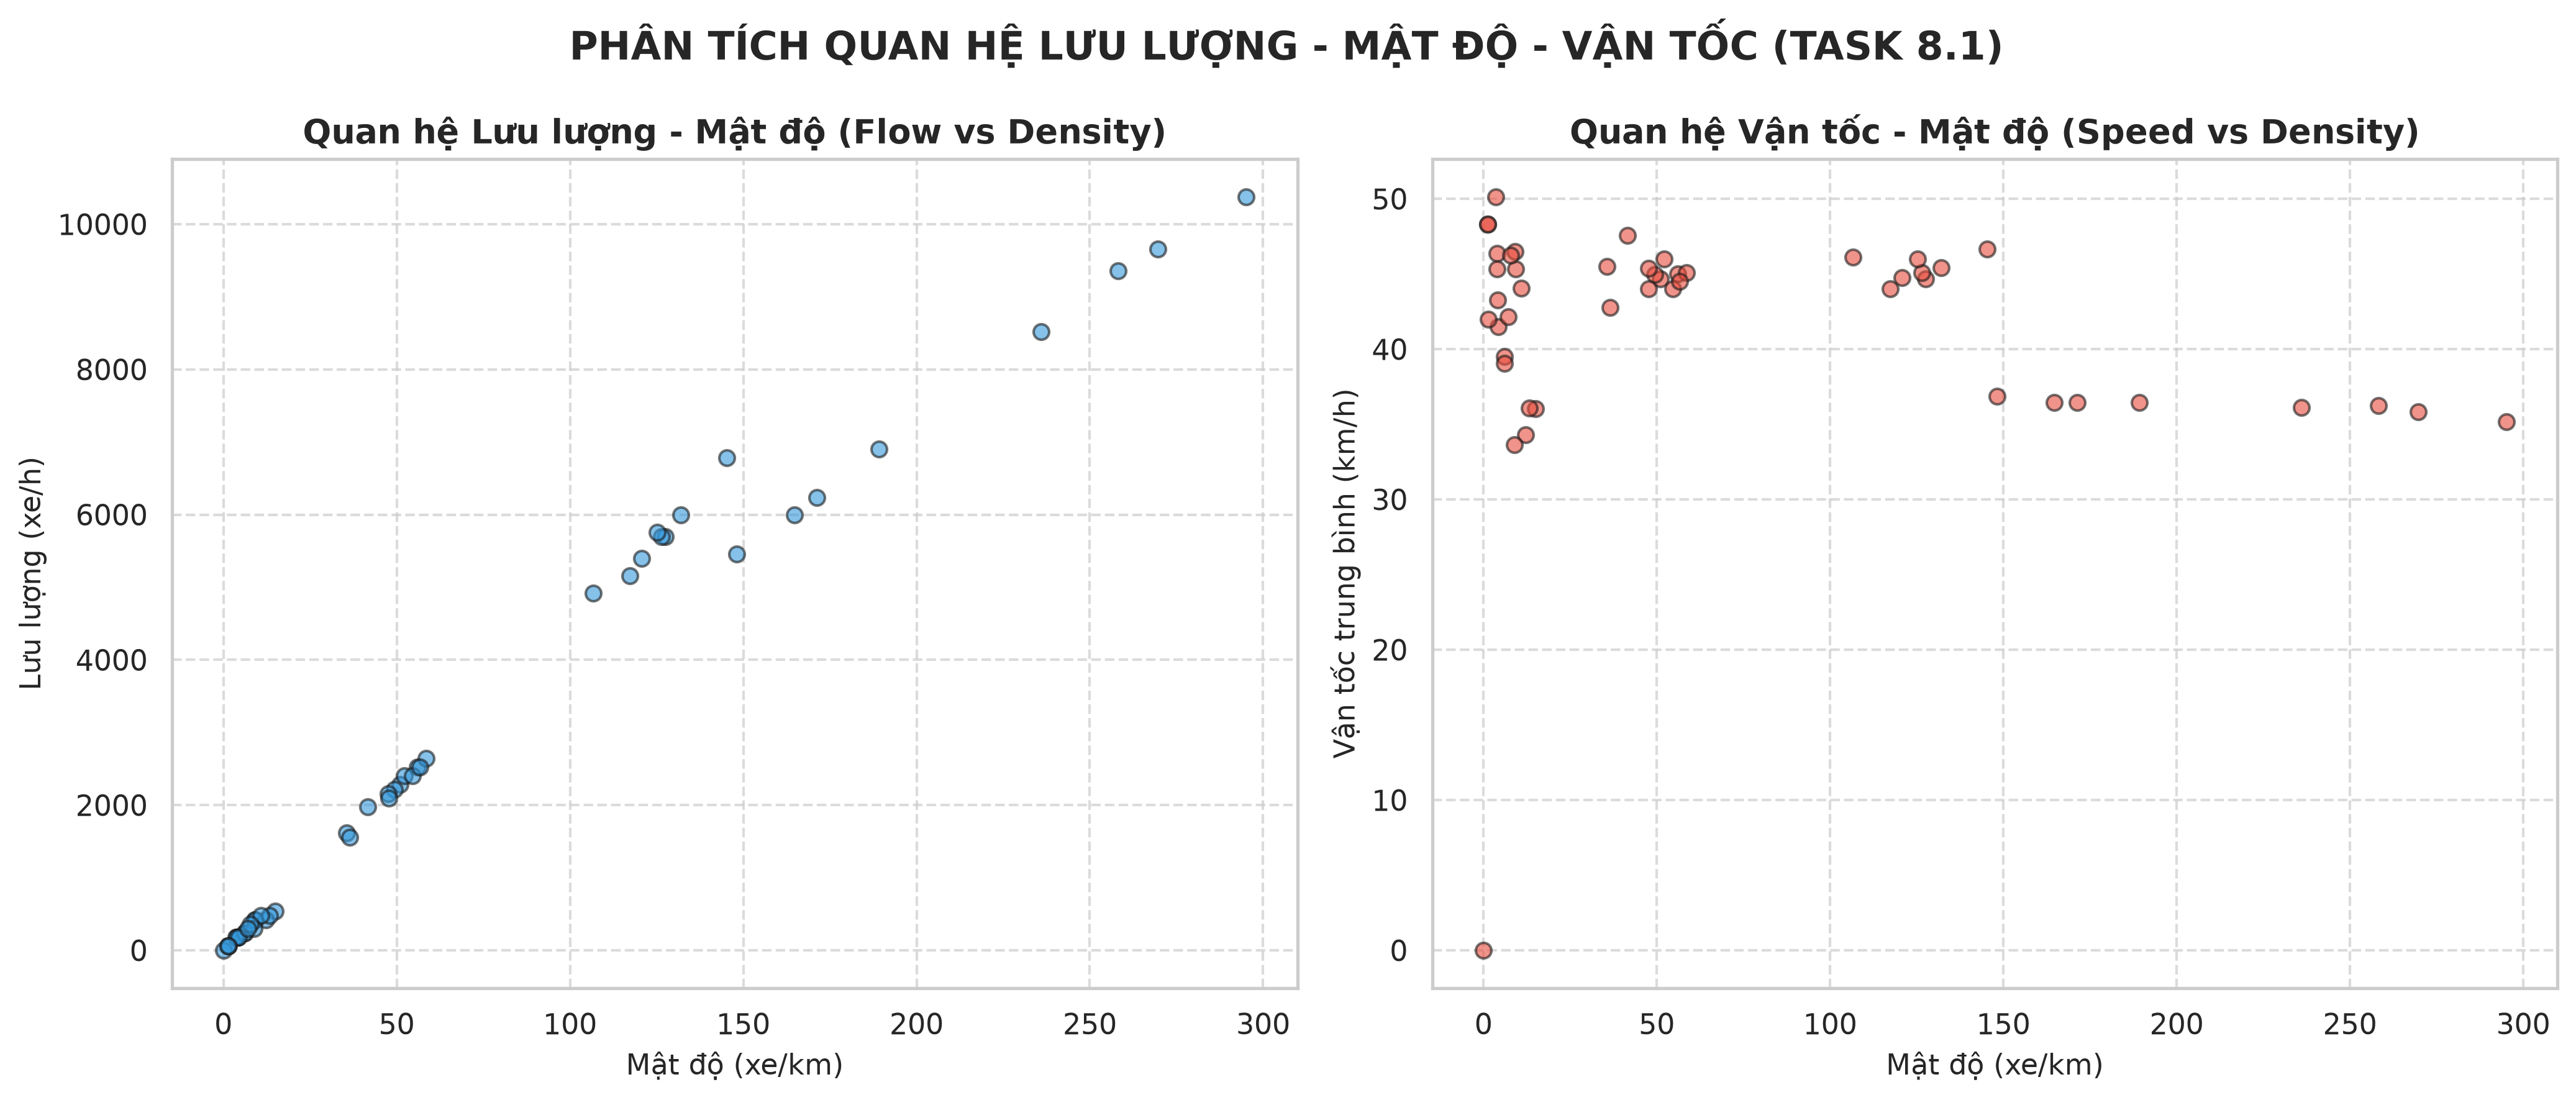 PHÂN TÍCH QUAN HỆ LƯU LƯỢNG - MẬT ĐỘ - VẬN TỐC (TASK 8.1)
Quan hệ Lưu lượng - Mật độ (Flow vs Density)
Lưu lượng (xe/h)
10000
8000
6000
4000
2000
0
0 50 100 150 200 250 300
Mật độ (xe/km)
Quan hệ Vận tốc - Mật độ (Speed vs Density)
Vận tốc trung bình (km/h)
50
40
30
20
10
0
0 50 100 150 200 250 300
Mật độ (xe/km)